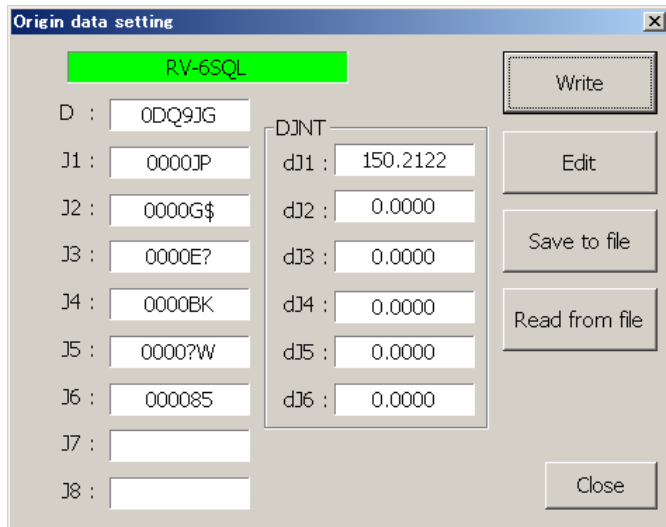 Origin data setting
RV-6SQL
D : 0DQ9JG
J1 : 0000JP
J2 : 0000G$
J3 : 0000E?
J4 : 0000BK
J5 : 0000?W
J6 : 000085
J7 :
J8 :
DJNT
dJ1 : 150.2122
dJ2 : 0.0000
dJ3 : 0.0000
dJ4 : 0.0000
dJ5 : 0.0000
dJ6 : 0.0000
Write
Edit
Save to file
Read from file
Close